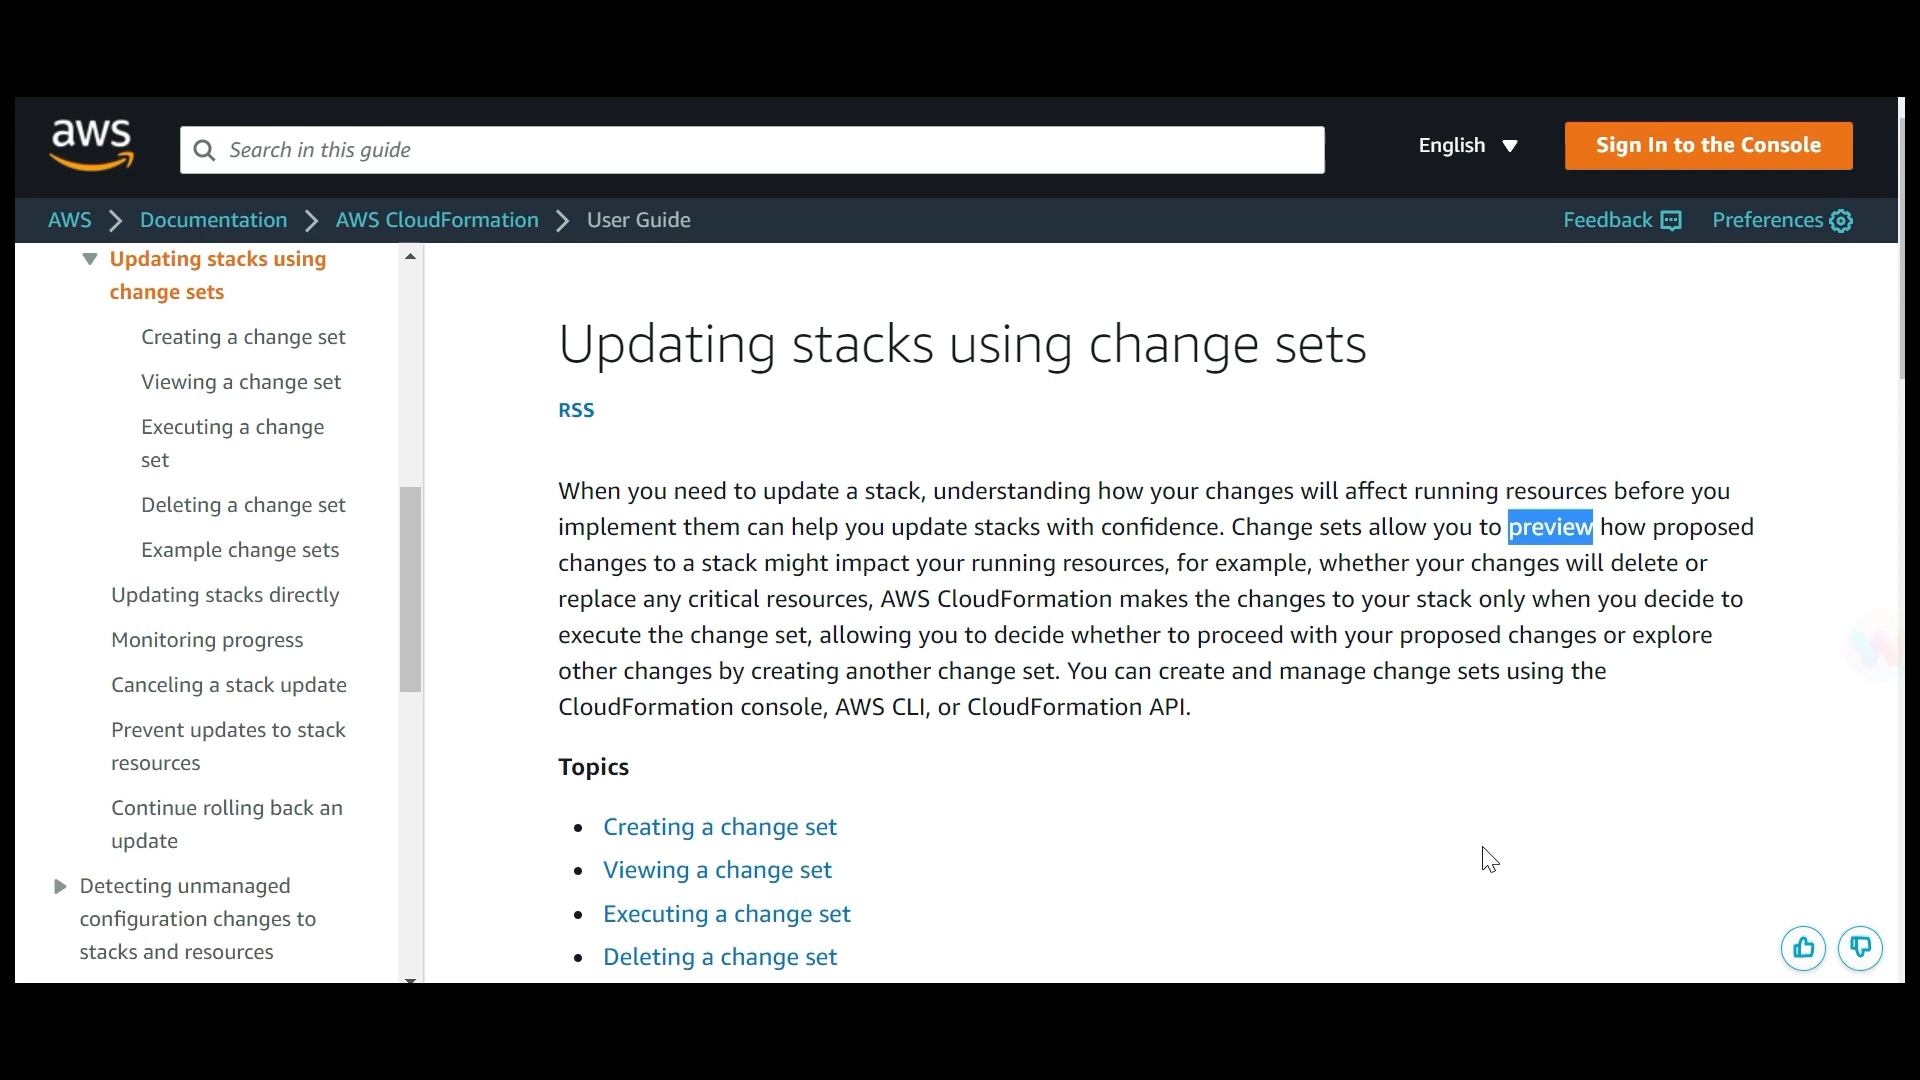 aws
Search in this guide
English
Sign In to the Console
AWS
Documentation
AWS CloudFormation
User Guide
Feedback
Preferences
Updating stacks using
change sets
Creating a change set
Viewing a change set
Executing a change
set
Deleting a change set
Example change sets
Updating stacks directly
Monitoring progress
Canceling a stack update
Prevent updates to stack
resources
Continue rolling back an
update
Detecting unmanaged
configuration changes to
stacks and resources
Updating stacks using change sets
RSS
When you need to update a stack, understanding how your changes will affect running resources before you
implement them can help you update stacks with confidence. Change sets allow you to preview how proposed
changes to a stack might impact your running resources, for example, whether your changes will delete or
replace any critical resources, AWS CloudFormation makes the changes to your stack only when you decide to
execute the change set, allowing you to decide whether to proceed with your proposed changes or explore
other changes by creating another change set. You can create and manage change sets using the
CloudFormation console, AWS CLI, or CloudFormation API.
Topics
Creating a change set
Viewing a change set
Executing a change set
Deleting a change set